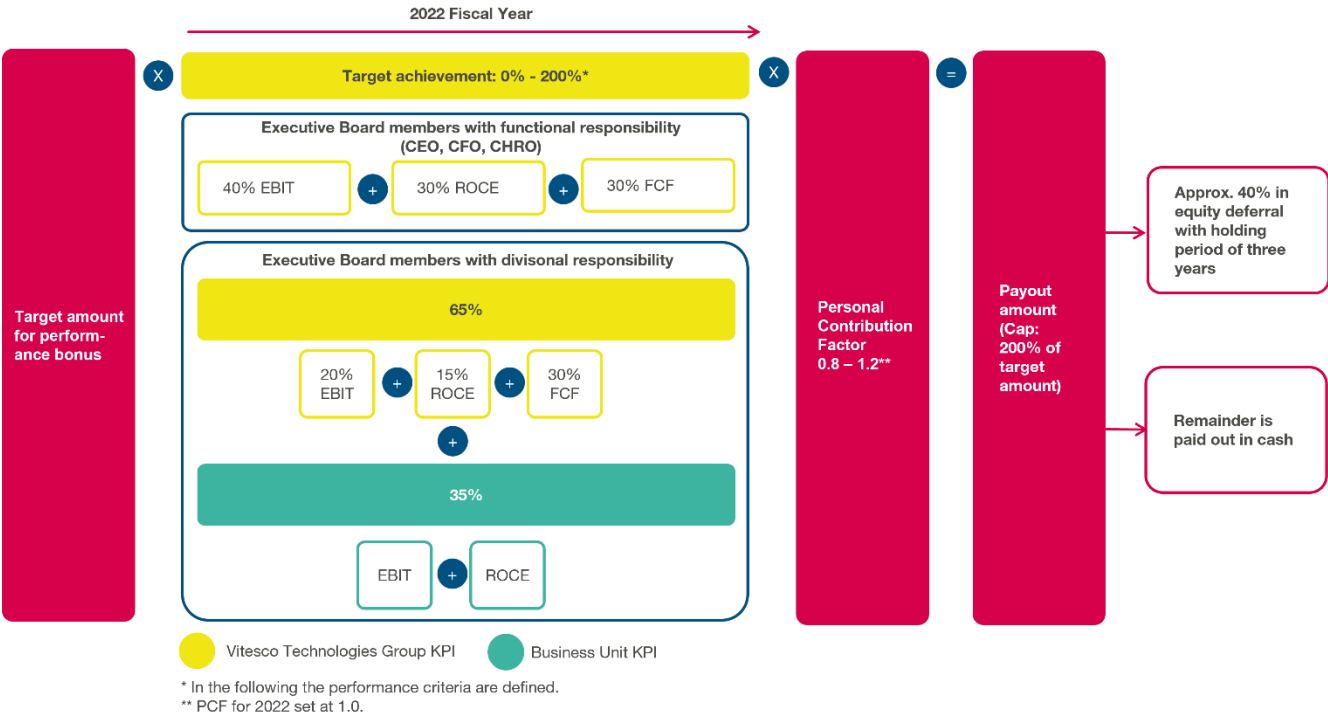 2022 Fiscal Year
Target amount
for perform-
ance bonus
X
Target achievement: 0% - 200%*
X
=
Executive Board members with functional responsibility
(CEO, CFO, CHRO)
40% EBIT
+
30% ROCE
+
30% FCF
Executive Board members with divisonal responsibility
65%
20%
EBIT
+
15%
ROCE
+
30%
FCF
+
35%
EBIT
+
ROCE
Personal
Contribution
Factor
0.8 – 1.2**
Payout
amount
(Cap:
200% of
target
amount)
Approx. 40% in
equity deferral
with holding
period of three
years
Remainder is
paid out in cash
Vitesco Technologies Group KPI
Business Unit KPI
* In the following the performance criteria are defined.
** PCF for 2022 set at 1.0.